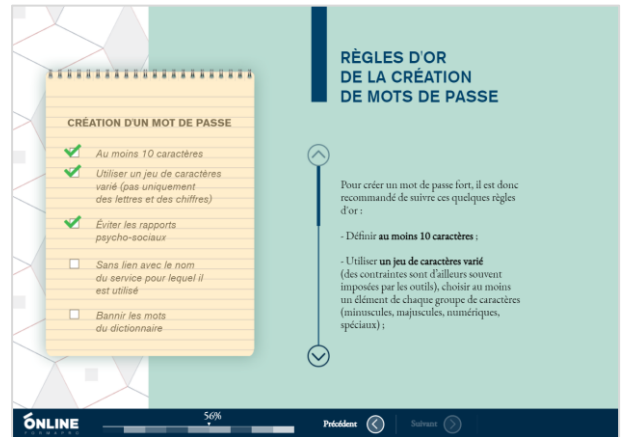 CRÉATION D'UN MOT DE PASSE
Au moins 10 caractères
Utiliser un jeu de caractères
varié (pas uniquement
des lettres et des chiffres)
Éviter les rapports
psycho-sociaux
Sans lien avec le nom
du service pour lequel il
est utilisé
Bannir les mots
du dictionnaire
RÈGLES D'OR
DE LA CRÉATION
DE MOTS DE PASSE
Pour créer un mot de passe fort, il est donc
recommandé de suivre ces quelques règles
d'or :
- Définir au moins 10 caractères ;
- Utiliser un jeu de caractères varié
(des contraintes sont d'ailleurs souvent
imposées par les outils), choisir au moins
un élément de chaque groupe de caractères
(minuscules, majuscules, numériques,
spéciaux) ;
ONLINE
FORMAPRO
56%
Précédent
Suivant